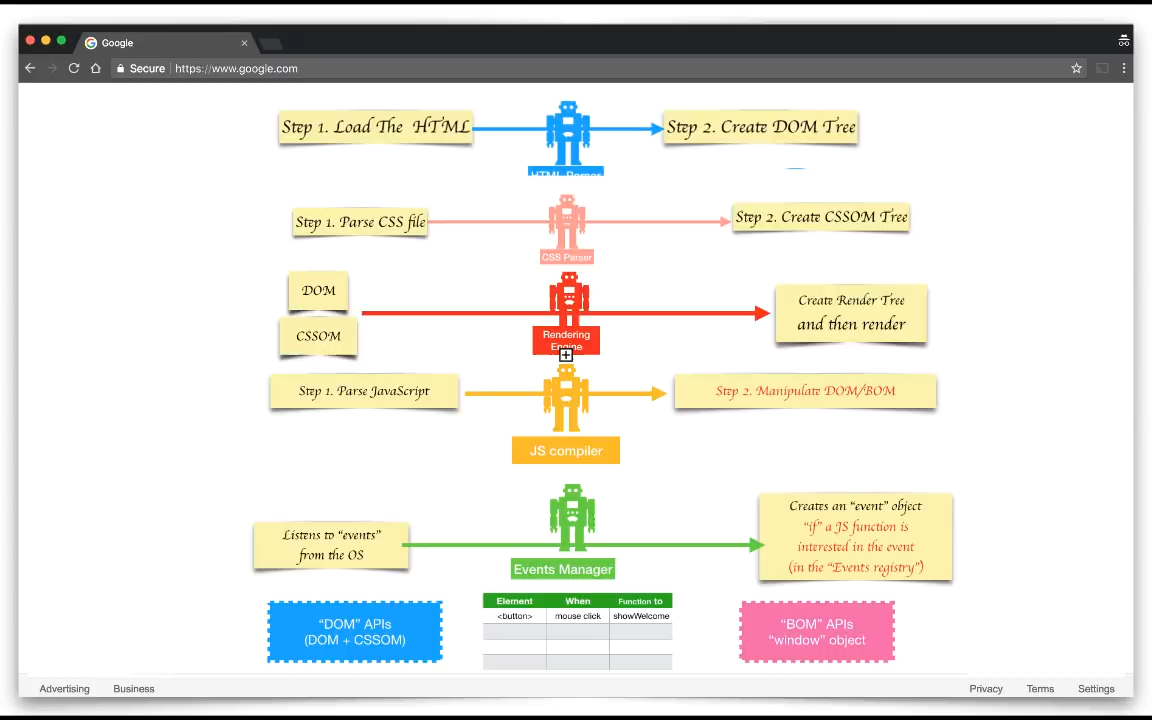 Google
Secure
https://www.google.com
Step 1. Load The HTML
Step 2. Create DOM Tree
HTML Parser
Step 1. Parse CSS file
Step 2. Create CSSOM Tree
CSS Parser
DOM
CSSOM
Rendering
Engine
Create Render Tree
and then render
Step 1. Parse JavaScript
Step 2. Manipulate DOM/BOM
JS compiler
Listens to “events”
from the OS
Events Manager
Creates an “event” object
“if” a JS function is
interested in the event
(in the “Events registry”)
“DOM” APIs
(DOM + CSSOM)
Element When Function to
<button> mouse click showWelcome
“BOM” APIs
“window” object
Advertising Business Privacy Terms Settings